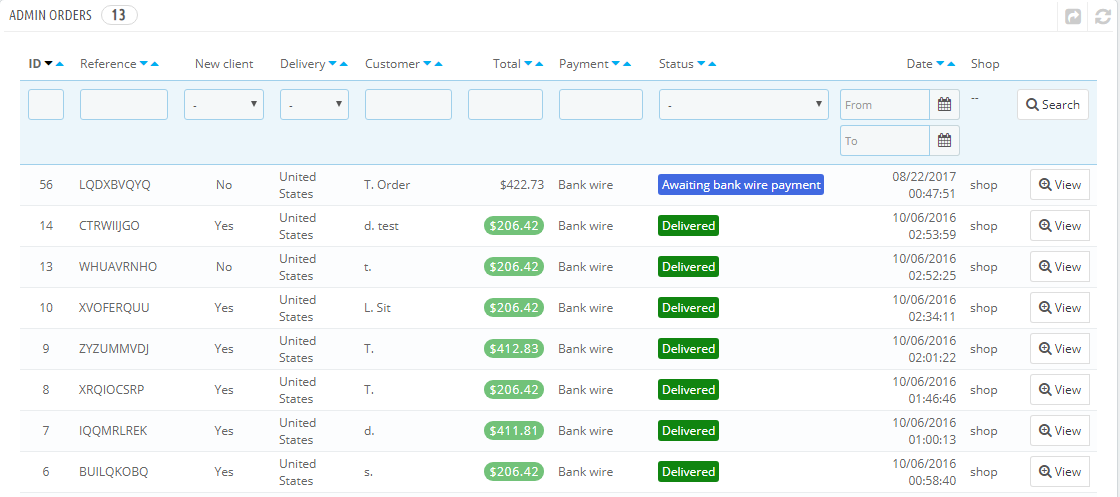 ADMIN ORDERS 13
ID Reference New client Delivery Customer Total Payment Status Date Shop
- - - From -- Search
To
56 LQDXBVQYQ No United States T. Order $422.73 Bank wire Awaiting bank wire payment 08/22/2017 00:47:51 shop View
14 CTRWIIJGO Yes United States d. test $206.42 Bank wire Delivered 10/06/2016 02:53:59 shop View
13 WHUAVRNHO No United States t. $206.42 Bank wire Delivered 10/06/2016 02:52:25 shop View
10 XVOFERQUU Yes United States L. Sit $206.42 Bank wire Delivered 10/06/2016 02:34:11 shop View
9 ZYZUMMVDJ Yes United States T. $412.83 Bank wire Delivered 10/06/2016 02:01:22 shop View
8 XRQIOCSRP Yes United States T. $206.42 Bank wire Delivered 10/06/2016 01:46:46 shop View
7 IQQMRLREK Yes United States d. $411.81 Bank wire Delivered 10/06/2016 01:00:13 shop View
6 BUILQKOBQ Yes United States s. $206.42 Bank wire Delivered 10/06/2016 00:58:40 shop View